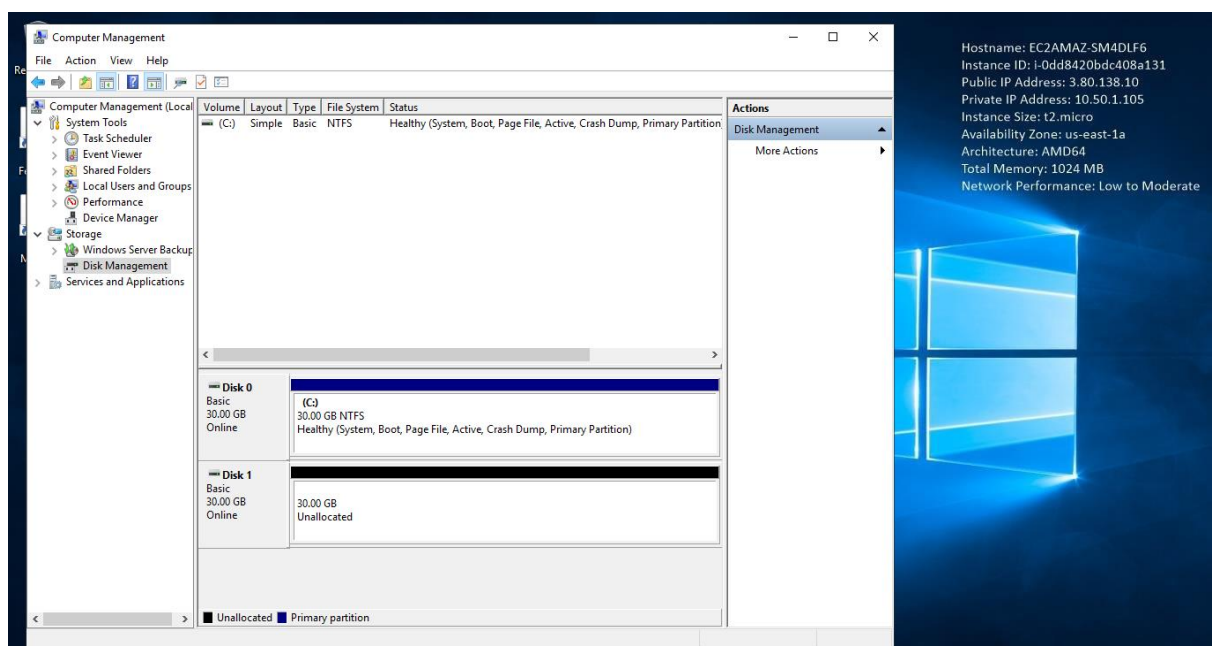 Computer Management
File Action View Help
Computer Management (Local
System Tools
Task Scheduler
Event Viewer
Shared Folders
Local Users and Groups
Performance
Device Manager
Storage
Windows Server Backup
Disk Management
Services and Applications
Volume Layout Type File System Status
(C:) Simple Basic NTFS Healthy (System, Boot, Page File, Active, Crash Dump, Primary Partition
Disk 0
Basic
30.00 GB
Online
(C:)
30.00 GB NTFS
Healthy (System, Boot, Page File, Active, Crash Dump, Primary Partition)
Disk 1
Basic
30.00 GB
Online
30.00 GB
Unallocated
Unallocated Primary partition
Actions
Disk Management
More Actions
Hostname: EC2AMAZ-SM4DLF6
Instance ID: i-0dd8420bdc408a131
Public IP Address: 3.80.138.10
Private IP Address: 10.50.1.105
Instance Size: t2.micro
Availability Zone: us-east-1a
Architecture: AMD64
Total Memory: 1024 MB
Network Performance: Low to Moderate